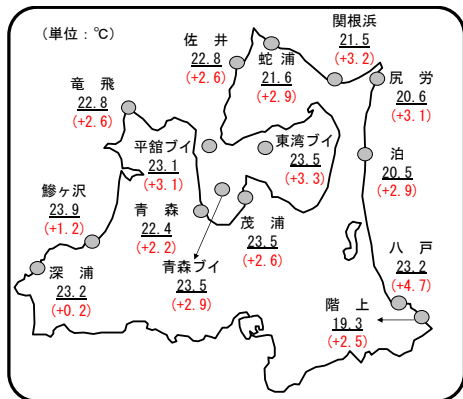 (単位：℃)
関根浜
21.5
(+3.2)
佐 井
22.8
(+2.6)
蛇 浦
21.6
(+2.9)
尻 労
20.6
(+3.1)
竜 飛
22.8
(+2.6)
平舘ブイ
23.1
(+3.1)
東湾ブイ
23.5
(+3.3)
泊
20.5
(+2.9)
鰺ヶ沢
23.9
(+1.2)
青 森
22.4
(+2.2)
茂 浦
23.5
(+2.6)
八 戸
23.2
(+4.7)
深 浦
23.2
(+0.2)
青森ブイ
23.5
(+2.9)
階 上
19.3
(+2.5)